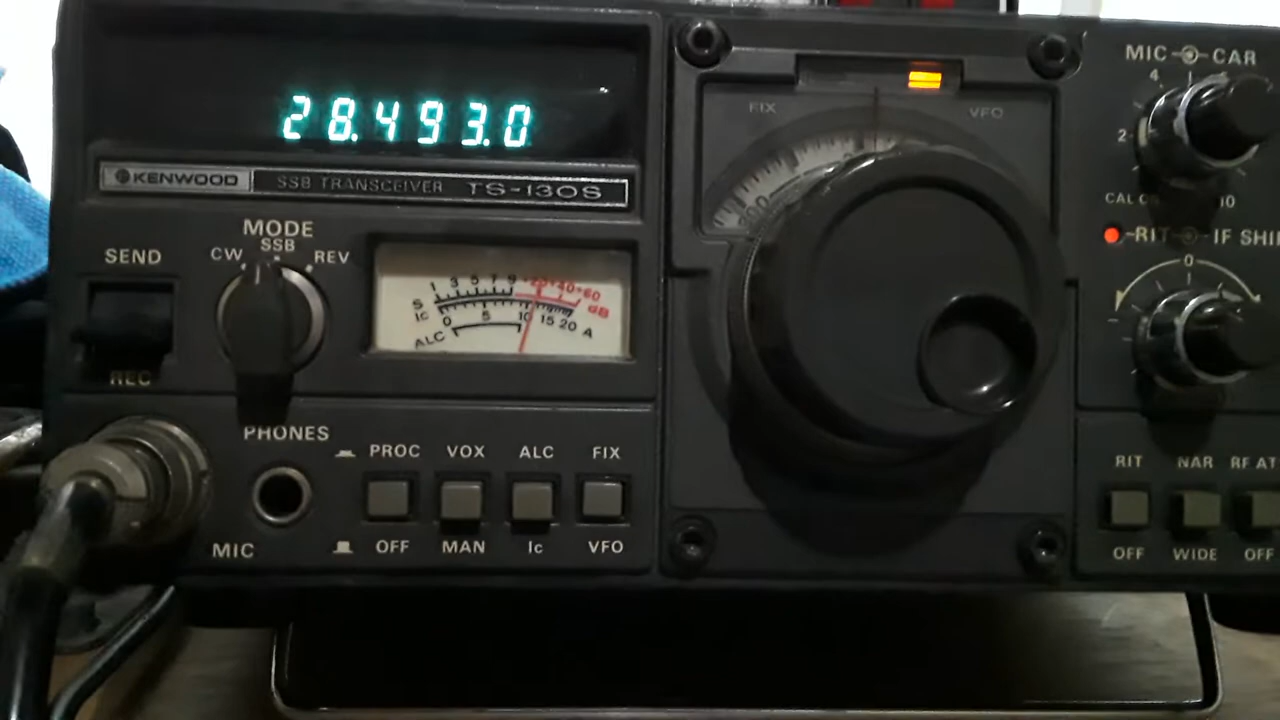 28.493.0
KENWOOD SSB TRANSCEIVER TS-130S
MODE
CW SSB REV
SEND
REC
1 3 5 7 9 +20 +40 +60 dB
S
Ic
0 5 10 15 20 A
ALC
PHONES
MIC
PROC VOX ALC FIX
OFF MAN Ic VFO
FIX VFO
MIC CAR
4
2
CAL 10
RIT IF
0
RIT NAR RF
OFF WIDE OFF